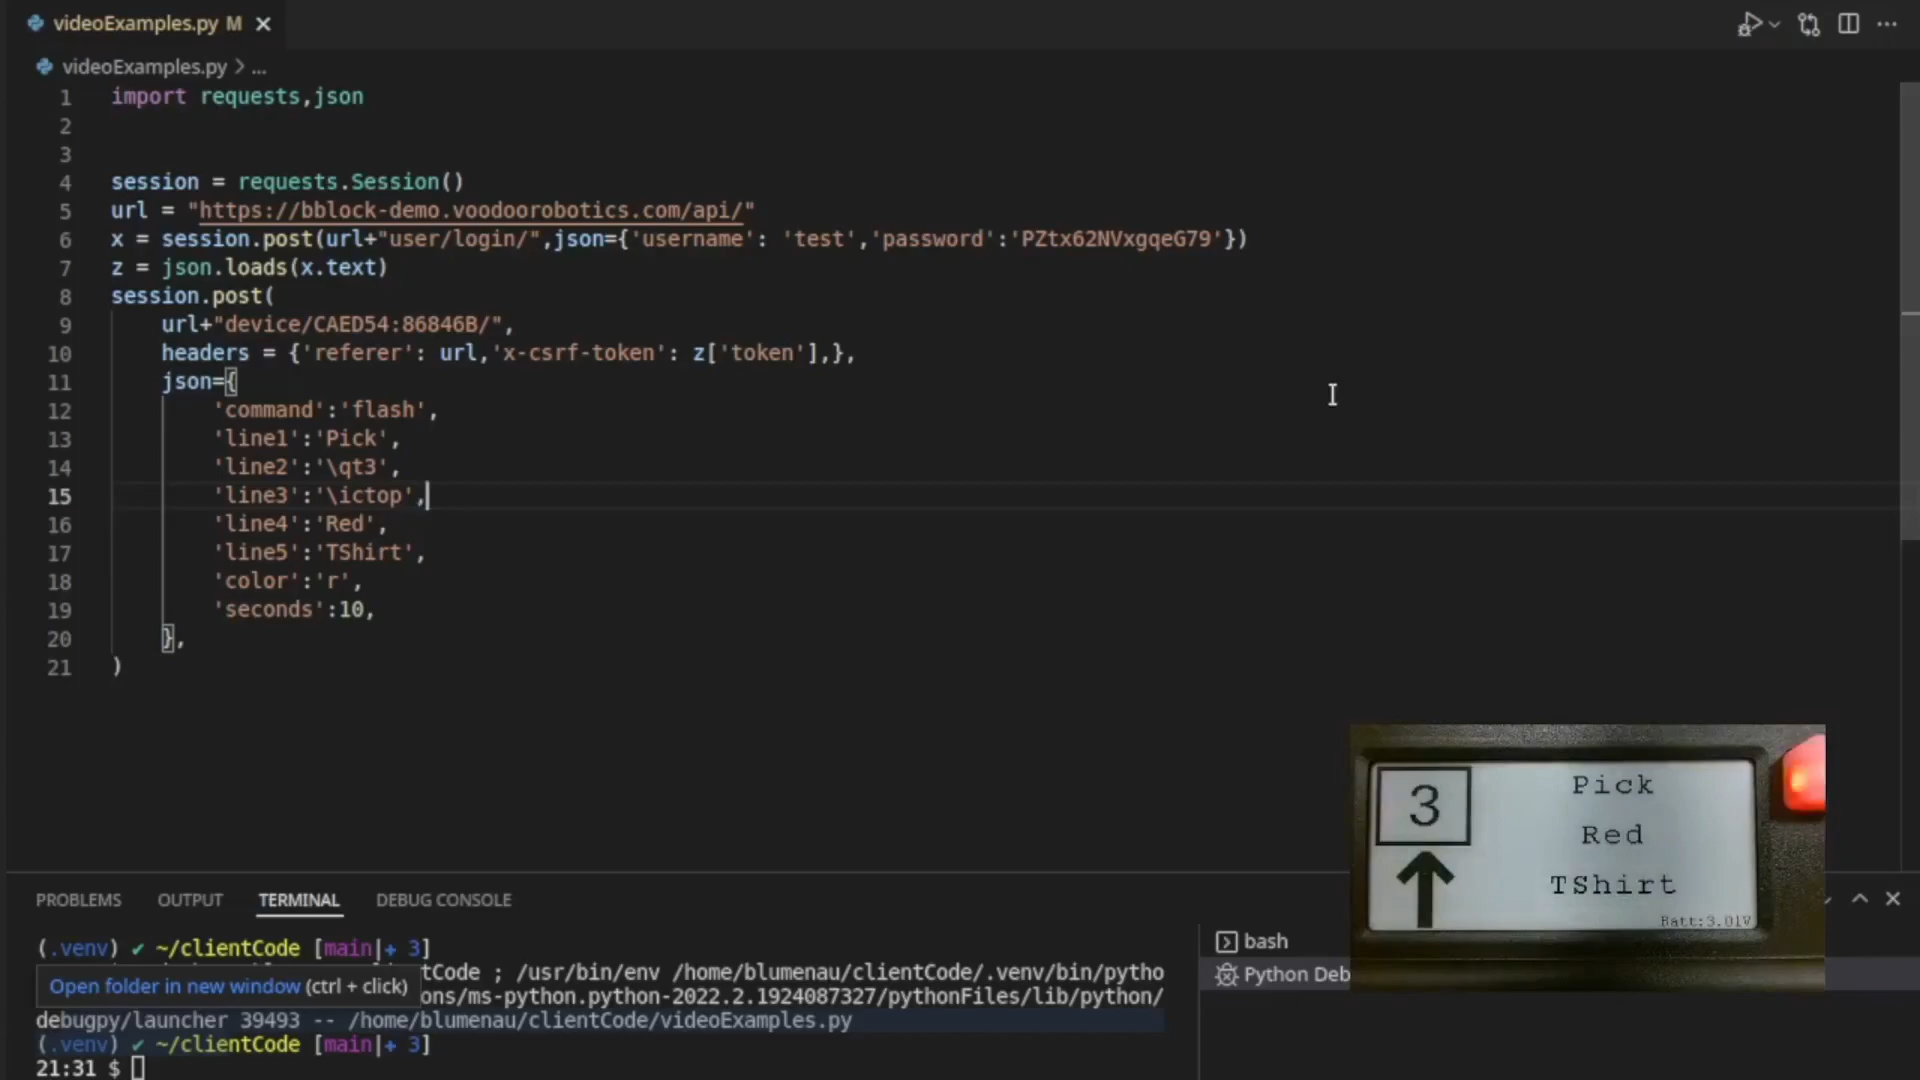 videoExamples.py M
videoExamples.py > ...
1 import requests,json
2
3
4 session = requests.Session()
5 url = "https://bblock-demo.voodoorobotics.com/api/"
6 x = session.post(url+"user/login/",json={'username': 'test','password':'PZtx62NVxgqeG79'})
7 z = json.loads(x.text)
8 session.post(
9 url+"device/CAED54:86846B/",
10 headers = {'referer': url,'x-csrf-token': z['token'],},
11 json={
12 'command':'flash',
13 'line1':'Pick',
14 'line2':'\qt3',
15 'line3':'\ictop',
16 'line4':'Red',
17 'line5':'TShirt',
18 'color':'r',
19 'seconds':10,
20 },
21 )
3
Pick
Red
TShirt
Batt:3.01V
PROBLEMS OUTPUT TERMINAL DEBUG CONSOLE
(.venv) ✔ ~/clientCode [main|+ 3]
tCode ; /usr/bin/env /home/blumenau/clientCode/.venv/bin/pytho
Open folder in new window (ctrl + click)
ons/ms-python.python-2022.2.1924087327/pythonFiles/lib/python/
debugpy/launcher 39493 -- /home/blumenau/clientCode/videoExamples.py
(.venv) ✔ ~/clientCode [main|+ 3]
21:31 $
bash
Python Deb